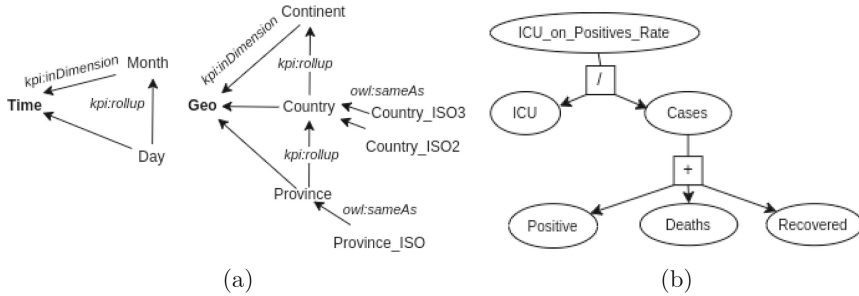 Continent
kpi:inDimension
kpi:rollup
Month
kpi:inDimension
Time
kpi:rollup
Day
Geo
Country
owl:sameAs
Country_ISO3
Country_ISO2
kpi:rollup
Province
owl:sameAs
Province_ISO
(a)
ICU_on_Positives_Rate
/
ICU
Cases
+
Positive
Deaths
Recovered
(b)